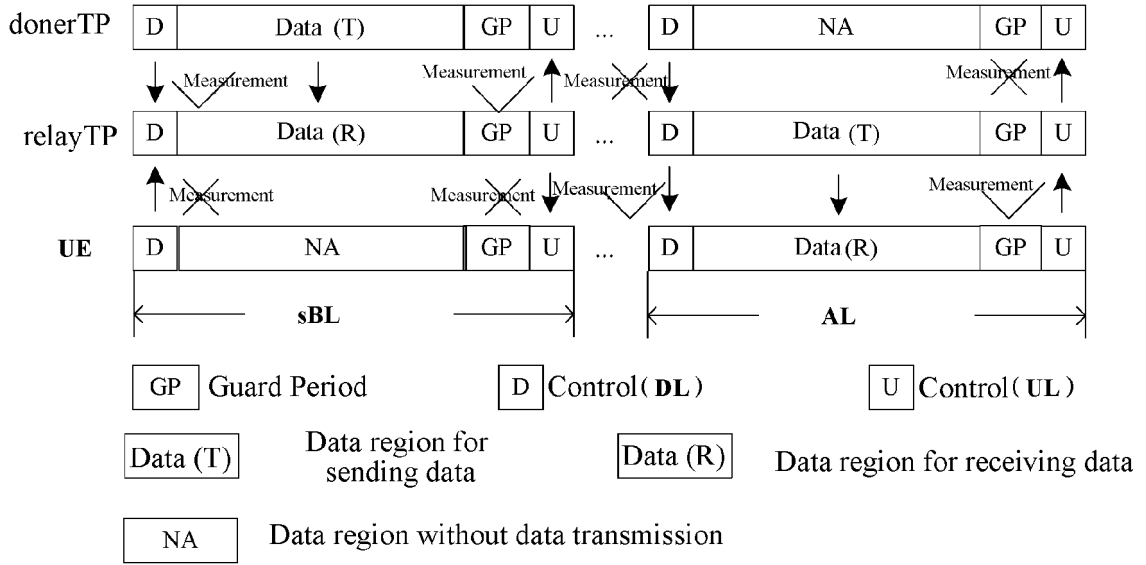 donerTP D Data (T) GP U ... D NA GP U
Measurement Measurement Measurement Measurement
relayTP D Data (R) GP U ... D Data (T) GP U
Measurement Measurement Measurement Measurement
UE D NA GP U ... D Data (R) GP U
sBL AL
GP Guard Period D Control(DL) U Control(UL)
Data (T) Data region for
sending data
Data (R) Data region for receiving data
NA Data region without data transmission